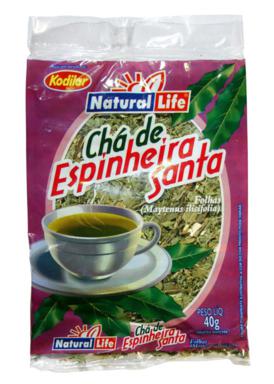 Kodilar
Natural Life
Chá de
Espinheira
Santa
Folhas
(Maytenus ilicifolia)
PESO LÍQ
40g
Natural Life
Chá de
Espinheira
Santa
Folhas